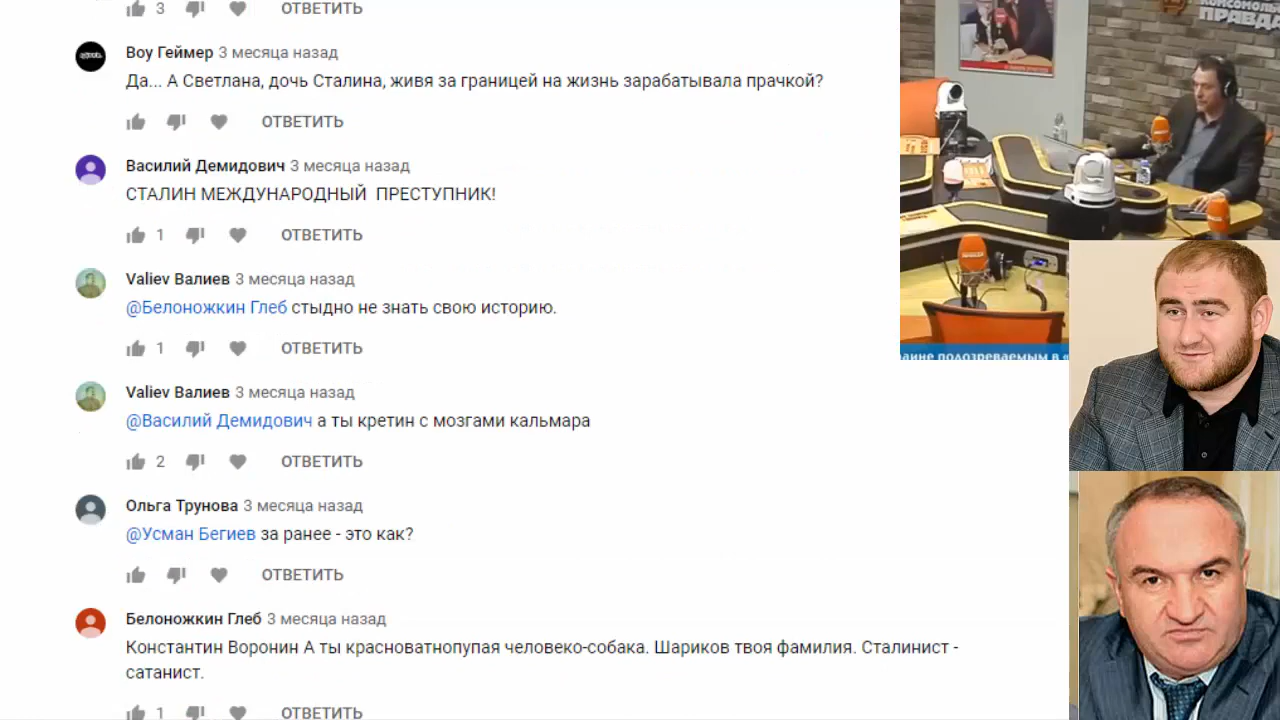 3 ОТВЕТИТЬ
Boy Геймер 3 месяца назад
Да... А Светлана, дочь Сталина, живя за границей на жизнь зарабатывала прачкой?
ОТВЕТИТЬ
Василий Демидович 3 месяца назад
СТАЛИН МЕЖДУНАРОДНЫЙ ПРЕСТУПНИК!
1 ОТВЕТИТЬ
Valiev Валиев 3 месяца назад
@Белоножкин Глеб стыдно не знать свою историю.
1 ОТВЕТИТЬ
Valiev Валиев 3 месяца назад
@Василий Демидович а ты кретин с мозгами кальмара
2 ОТВЕТИТЬ
Ольга Трунова 3 месяца назад
@Усман Бегиев за ранее - это как?
ОТВЕТИТЬ
Белоножкин Глеб 3 месяца назад
Константин Воронин А ты красноватнопупая человеко-собака. Шариков твоя фамилия. Сталинист -
сатанист.
1 ОТВЕТИТЬ
ПРАВДА
подозреваемым в